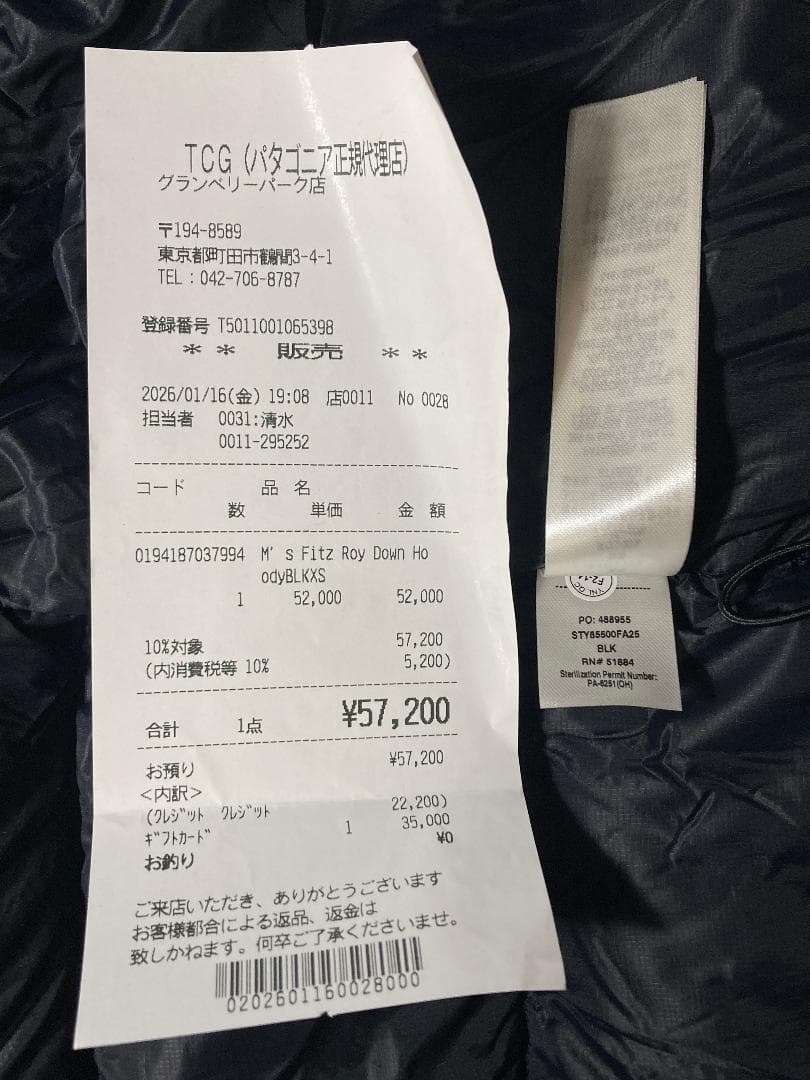 TCG (パタゴニア正規代理店)
グランベリーパーク店
〒194-8589
東京都町田市鶴間3-4-1
TEL : 042-706-8787
登録番号 T5011001065398
** 販売 **
2026/01/16(金) 19:08 店0011 No 0028
担当者 0031:清水
0011-295252
コード 品 名
数 単価 金 額
0194187037994 M's Fitz Roy Down Ho
odyBLKXS
1 52,000 52,000
10%対象 57,200
(内消費税等 10% 5,200)
合計 1点 ¥57,200
お預り ¥57,200
<内訳>
(クレジット クレジット 22,200)
ギフトカード 1 35,000
お釣り ¥0
ご来店いただき、ありがとうございます
お客様都合による返品、返金は
致しかねます。何卒ご了承くださいませ。
0202601160028000
PO: 488955
STY85500FA25
BLK
RN# 51884
Sterilization Permit Number:
PA-6251(OH)